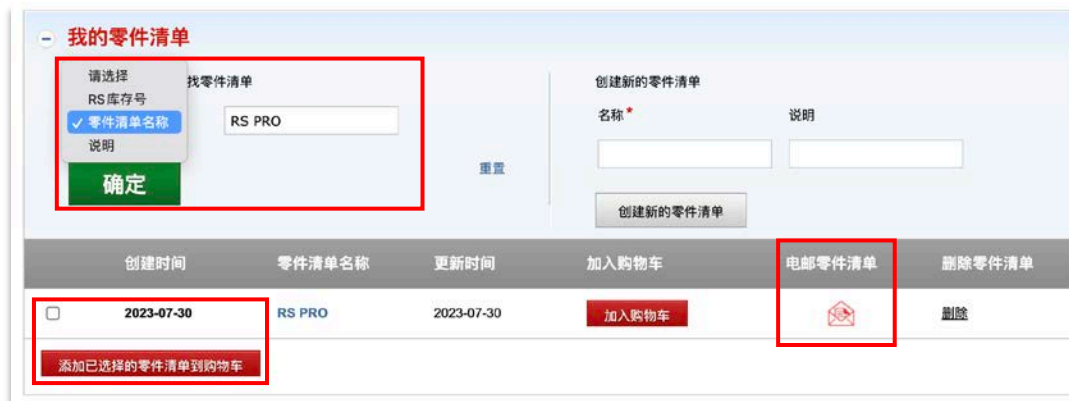 我的零件清单
请选择
找零件清单
RS库存号
✓ 零件清单名称
RS PRO
说明
确定
重置
创建新的零件清单
名称*
说明
创建新的零件清单
创建时间 零件清单名称 更新时间 加入购物车 电邮零件清单 删除零件清单
2023-07-30 RS PRO 2023-07-30 加入购物车 删除
添加已选择的零件清单到购物车